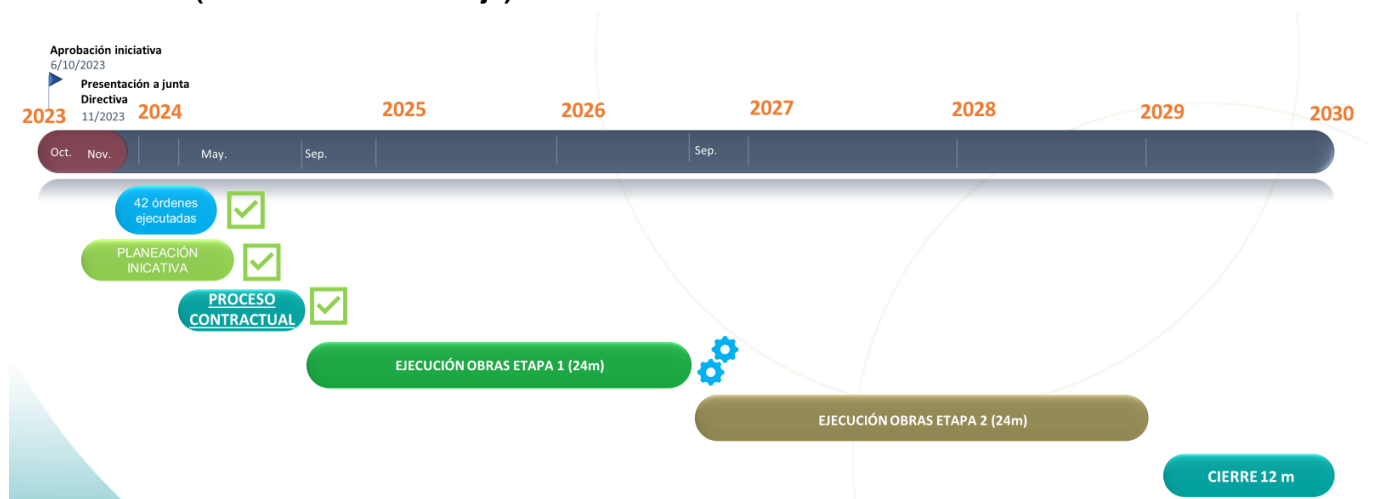 Aprobación iniciativa
6/10/2023
Presentación a junta
Directiva
11/2023
2023
2024
2025
2026
2027
2028
2029
2030
Oct.
Nov.
May.
Sep.
Sep.
42 órdenes
ejecutadas
PLANEACIÓN
INICATIVA
PROCESO
CONTRACTUAL
EJECUCIÓN OBRAS ETAPA 1 (24m)
EJECUCIÓN OBRAS ETAPA 2 (24m)
CIERRE 12 m